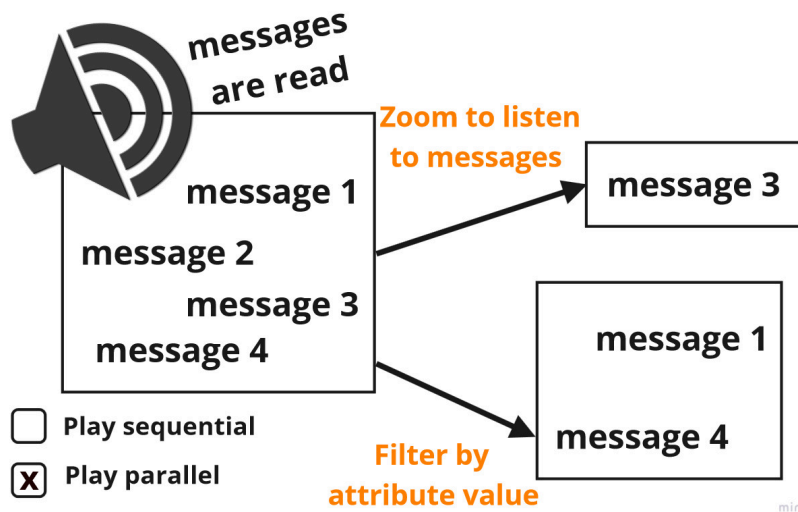 messages
are read
Zoom to listen
to messages
message 1
message 2
message 3
message 4
message 3
message 1
message 4
Play sequential
X Play parallel
Filter by
attribute value